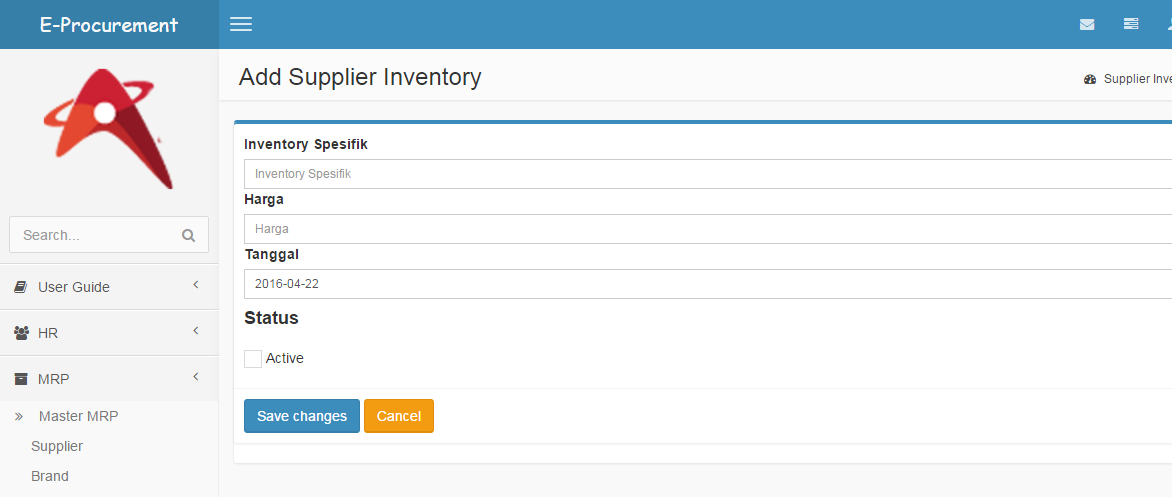 E-Procurement
Search...
User Guide
HR
MRP
Master MRP
Supplier
Brand
Add Supplier Inventory
Supplier Inve
Inventory Spesifik
Inventory Spesifik
Harga
Harga
Tanggal
2016-04-22
Status
Active
Save changes
Cancel